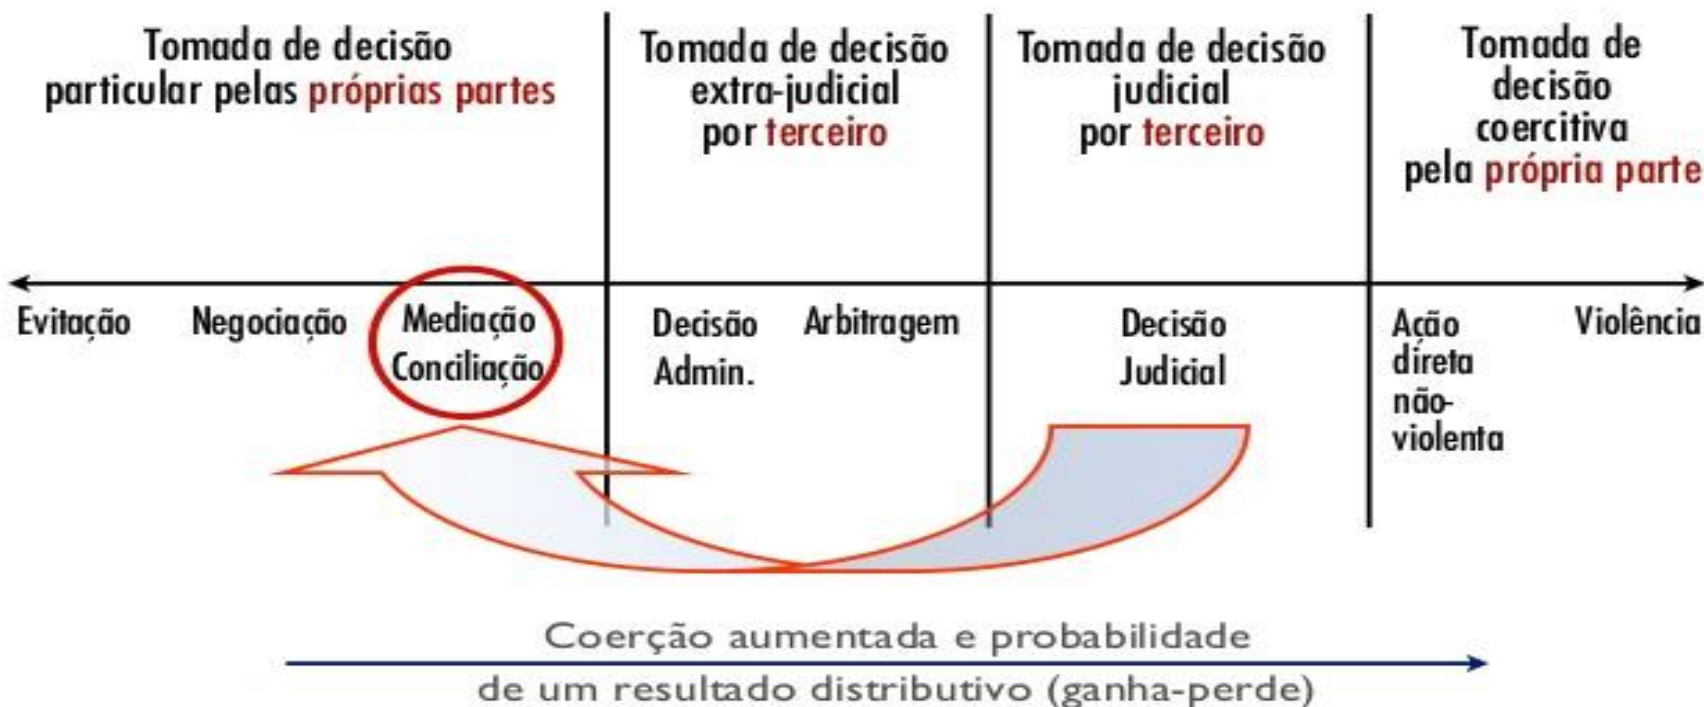 Tomada de decisão
particular pelas próprias partes
Tomada de decisão
extra-judicial
por terceiro
Tomada de decisão
judicial
por terceiro
Tomada de
decisão
coercitiva
pela própria parte
Evitação
Negociação
Mediação
Conciliação
Decisão
Admin.
Arbitragem
Decisão
Judicial
Ação
direta
não-
violenta
Violência
Coerção aumentada e probabilidade
de um resultado distributivo (ganha-perde)